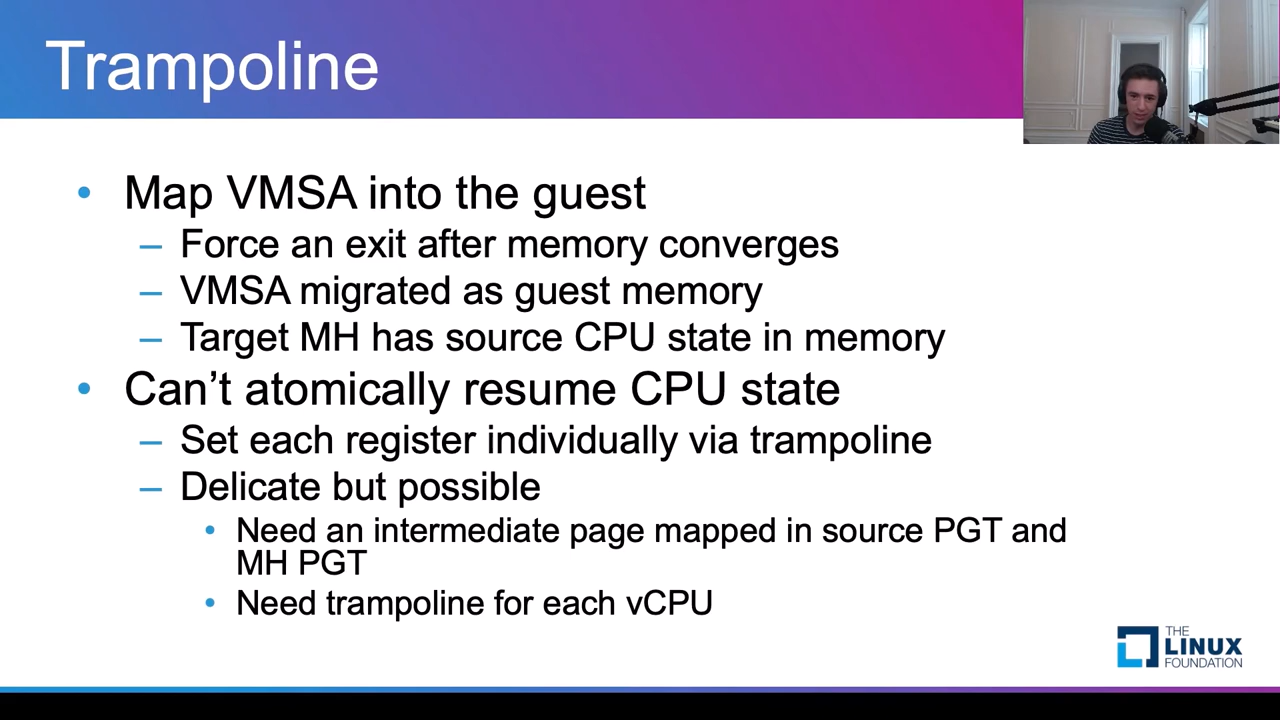 Trampoline
• Map VMSA into the guest
– Force an exit after memory converges
– VMSA migrated as guest memory
– Target MH has source CPU state in memory
• Can’t atomically resume CPU state
– Set each register individually via trampoline
– Delicate but possible
• Need an intermediate page mapped in source PGT and
MH PGT
• Need trampoline for each vCPU
THE
LINUX
FOUNDATION